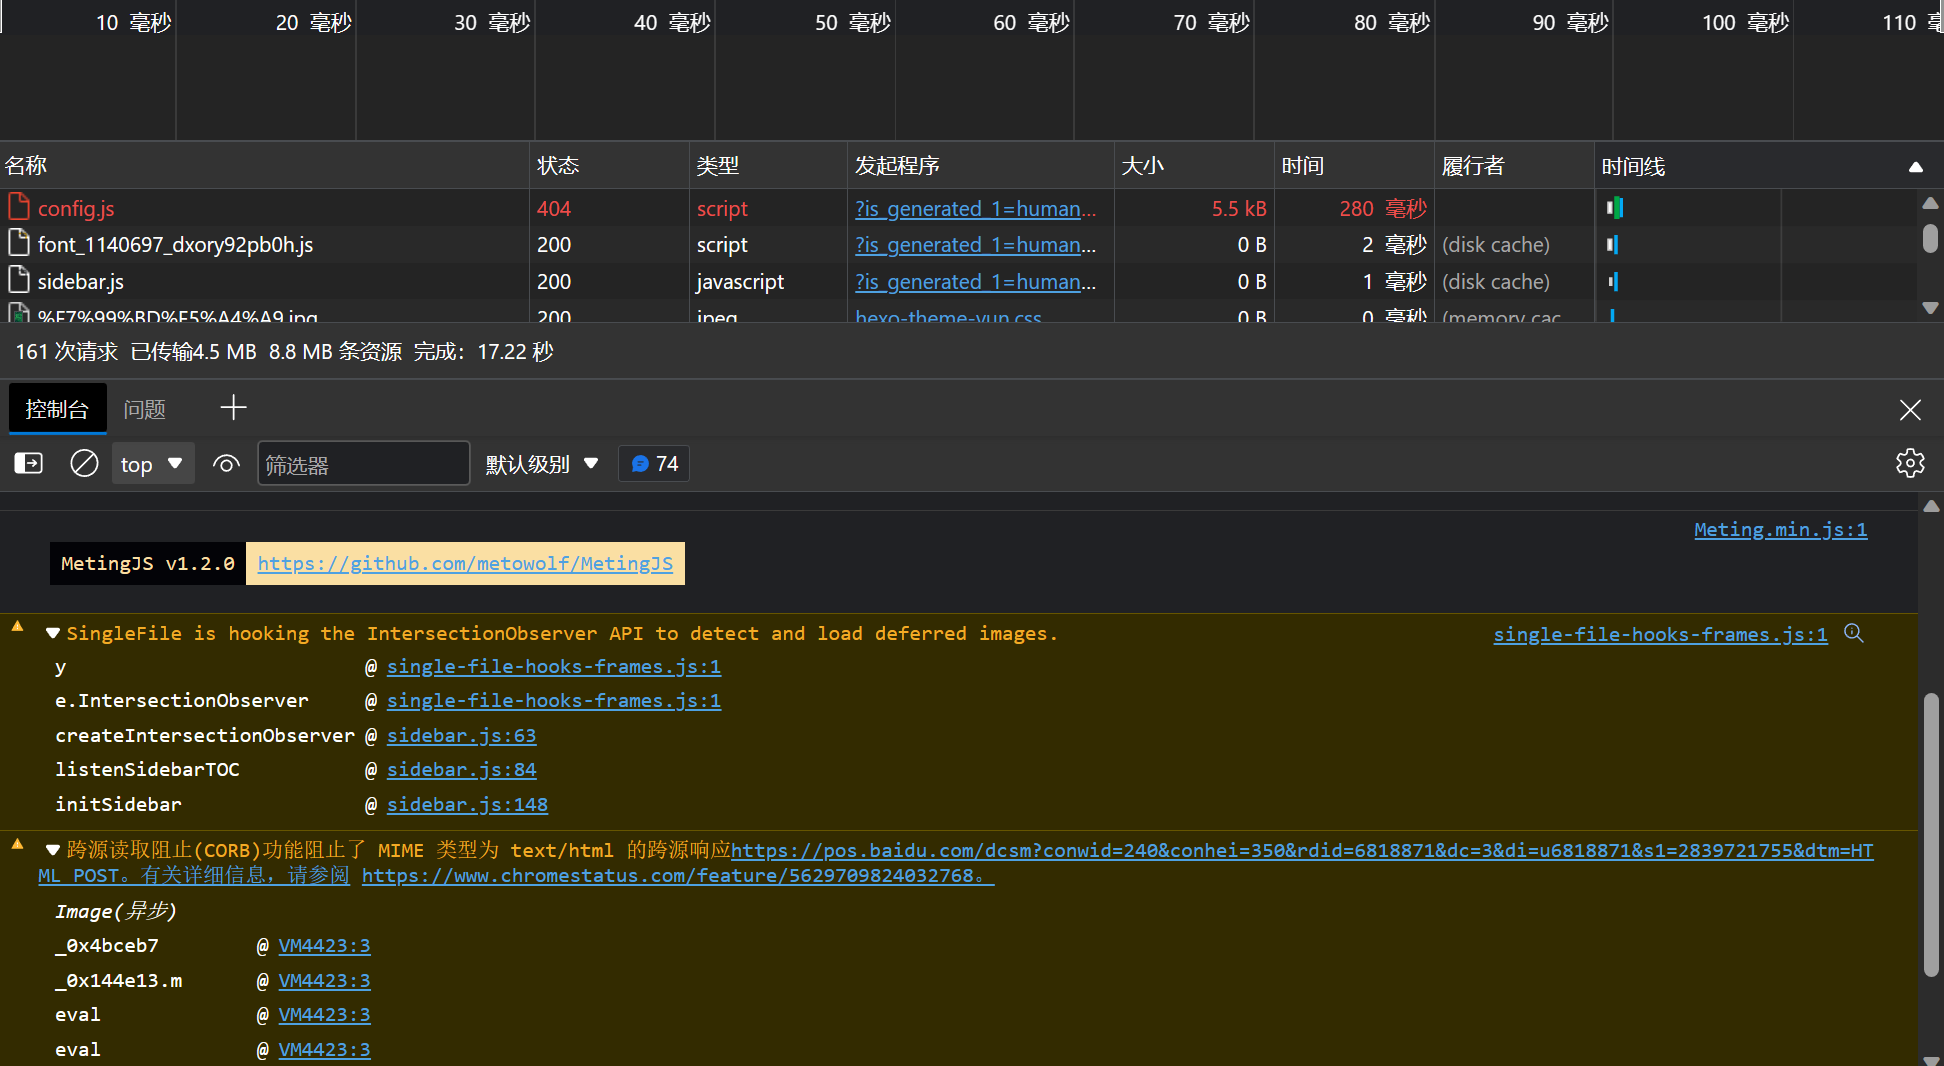 10 毫秒 20 毫秒 30 毫秒 40 毫秒 50 毫秒 60 毫秒 70 毫秒 80 毫秒 90 毫秒 100 毫秒 110
名称 状态 类型 发起程序 大小 时间 履行者 时间线
config.js 404 script ?is_generated_1=human... 5.5 kB 280 毫秒
font_1140697_dxory92pb0h.js 200 script ?is_generated_1=human... 0 B 2 毫秒 (disk cache)
sidebar.js 200 javascript ?is_generated_1=human... 0 B 1 毫秒 (disk cache)
%E7%99%BD%E5%A4%A9.jpg 200 jpeg hexo-theme-yun.css 0 B 0 毫秒 (memory cac
161 次请求 已传输4.5 MB 8.8 MB 条资源 完成：17.22 秒
控制台 问题
top 筛选器 默认级别 74
Meting.min.js:1
MetingJS v1.2.0 https://github.com/metowolf/MetingJS
SingleFile is hooking the IntersectionObserver API to detect and load deferred images. single-file-hooks-frames.js:1
y @ single-file-hooks-frames.js:1
e.IntersectionObserver @ single-file-hooks-frames.js:1
createIntersectionObserver @ sidebar.js:63
listenSidebarTOC @ sidebar.js:84
initSidebar @ sidebar.js:148
跨源读取阻止(CORB)功能阻止了 MIME 类型为 text/html 的跨源响应https://pos.baidu.com/dcsm?conwid=240&conhei=350&rdid=6818871&dc=3&di=u6818871&s1=2839721755&dtm=HT
ML_POST。有关详细信息，请参阅 https://www.chromestatus.com/feature/5629709824032768。
Image(异步)
_0x4bceb7 @ VM4423:3
_0x144e13.m @ VM4423:3
eval @ VM4423:3
eval @ VM4423:3